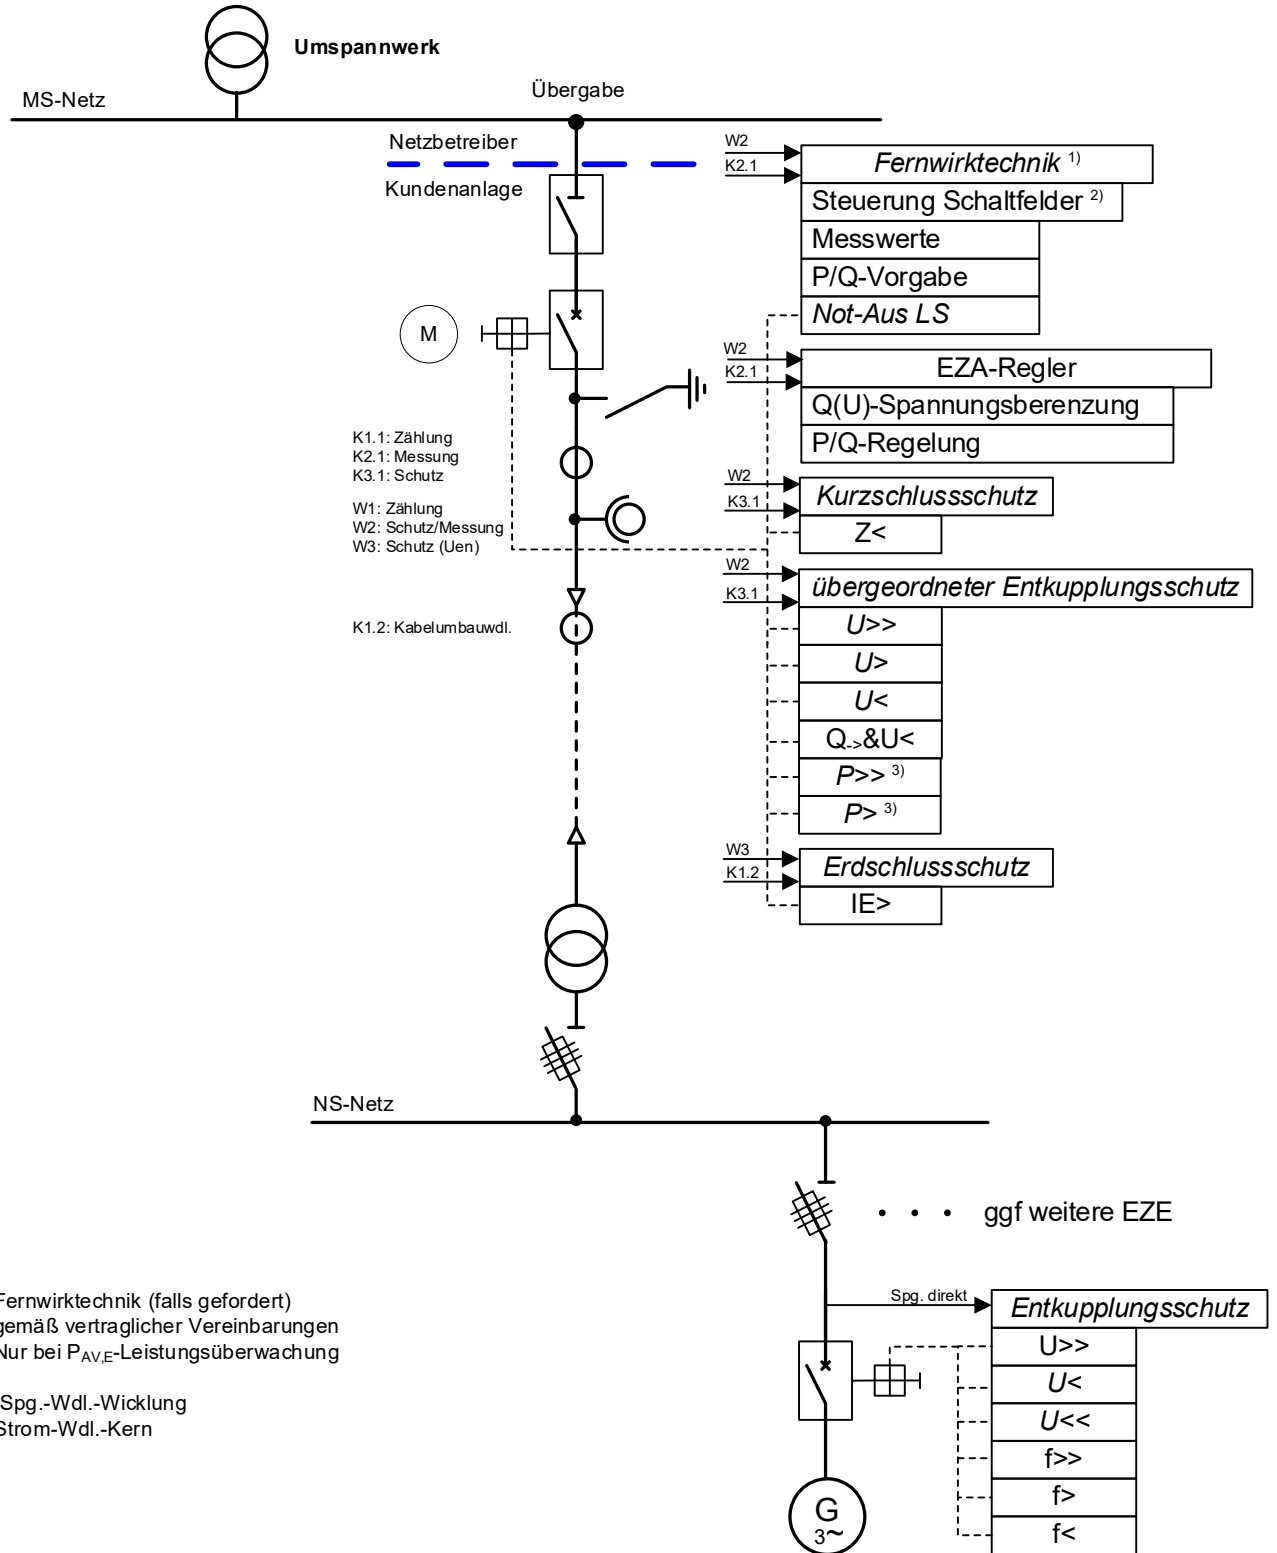 Umspannwerk
MS-Netz
Übergabe
Netzbetreiber
Kundenanlage
M
K1.1: Zählung
K2.1: Messung
K3.1: Schutz
W1: Zählung
W2: Schutz/Messung
W3: Schutz (Uen)
K1.2: Kabelumbauwdl.
W2
K2.1
Fernwirktechnik 1)
Steuerung Schaltfelder 2)
Messwerte
P/Q-Vorgabe
Not-Aus LS
W2
K2.1
EZA-Regler
Q(U)-Spannungsberenzung
P/Q-Regelung
W2
K3.1
Kurzschlussschutz
Z<
W2
K3.1
übergeordneter Entkupplungsschutz
U>>
U>
U<
Q->&U<
P>> 3)
P> 3)
W3
K1.2
Erdschlussschutz
IE>
NS-Netz
ggf weitere EZE
Spg. direkt
Entkupplungsschutz
U>>
U<
U<<
f>>
f>
f<
G
3~
Fernwirktechnik (falls gefordert)
gemäß vertraglicher Vereinbarungen
Nur bei PAV,E-Leistungsüberwachung
Spg.-Wdl.-Wicklung
Strom-Wdl.-Kern